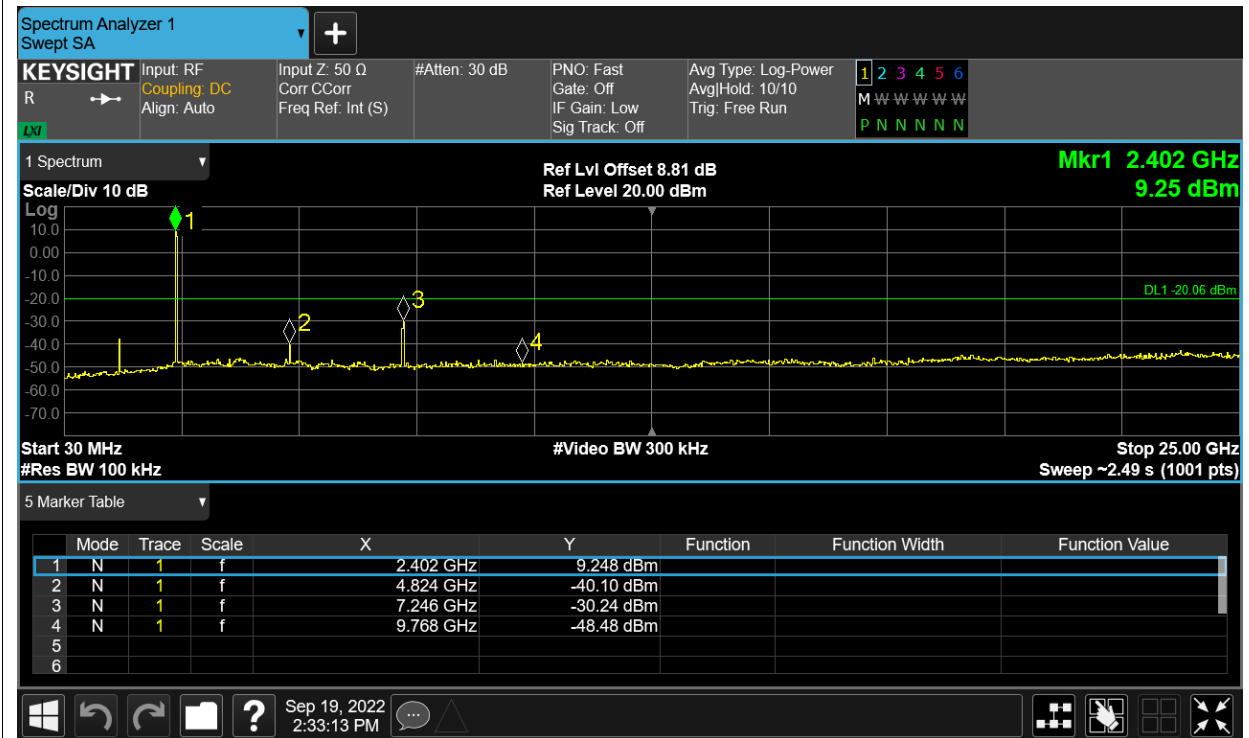 Spectrum Analyzer 1
Swept SA
+
KEYSIGHT Input: RF Input Z: 50 Ω #Atten: 30 dB PNO: Fast Avg Type: Log-Power 1 2 3 4 5 6
R Coupling: DC Corr CCorr Gate: Off Avg|Hold: 10/10 M W W W W W
Align: Auto Freq Ref: Int (S) IF Gain: Low Trig: Free Run
LXI Sig Track: Off P N N N N N
1 Spectrum Ref Lvl Offset 8.81 dB Mkr1 2.402 GHz
Scale/Div 10 dB Ref Level 20.00 dBm 9.25 dBm
Log
1
10.0
0.00
-10.0
DL1 -20.06 dBm
-20.0 3
-30.0 2
-40.0 4
-50.0
-60.0
-70.0
Start 30 MHz #Video BW 300 kHz Stop 25.00 GHz
#Res BW 100 kHz Sweep ~2.49 s (1001 pts)
5 Marker Table
Mode Trace Scale X Y Function Function Width Function Value
1 N 1 f 2.402 GHz 9.248 dBm
2 N 1 f 4.824 GHz -40.10 dBm
3 N 1 f 7.246 GHz -30.24 dBm
4 N 1 f 9.768 GHz -48.48 dBm
5
6
? Sep 19, 2022
2:33:13 PM